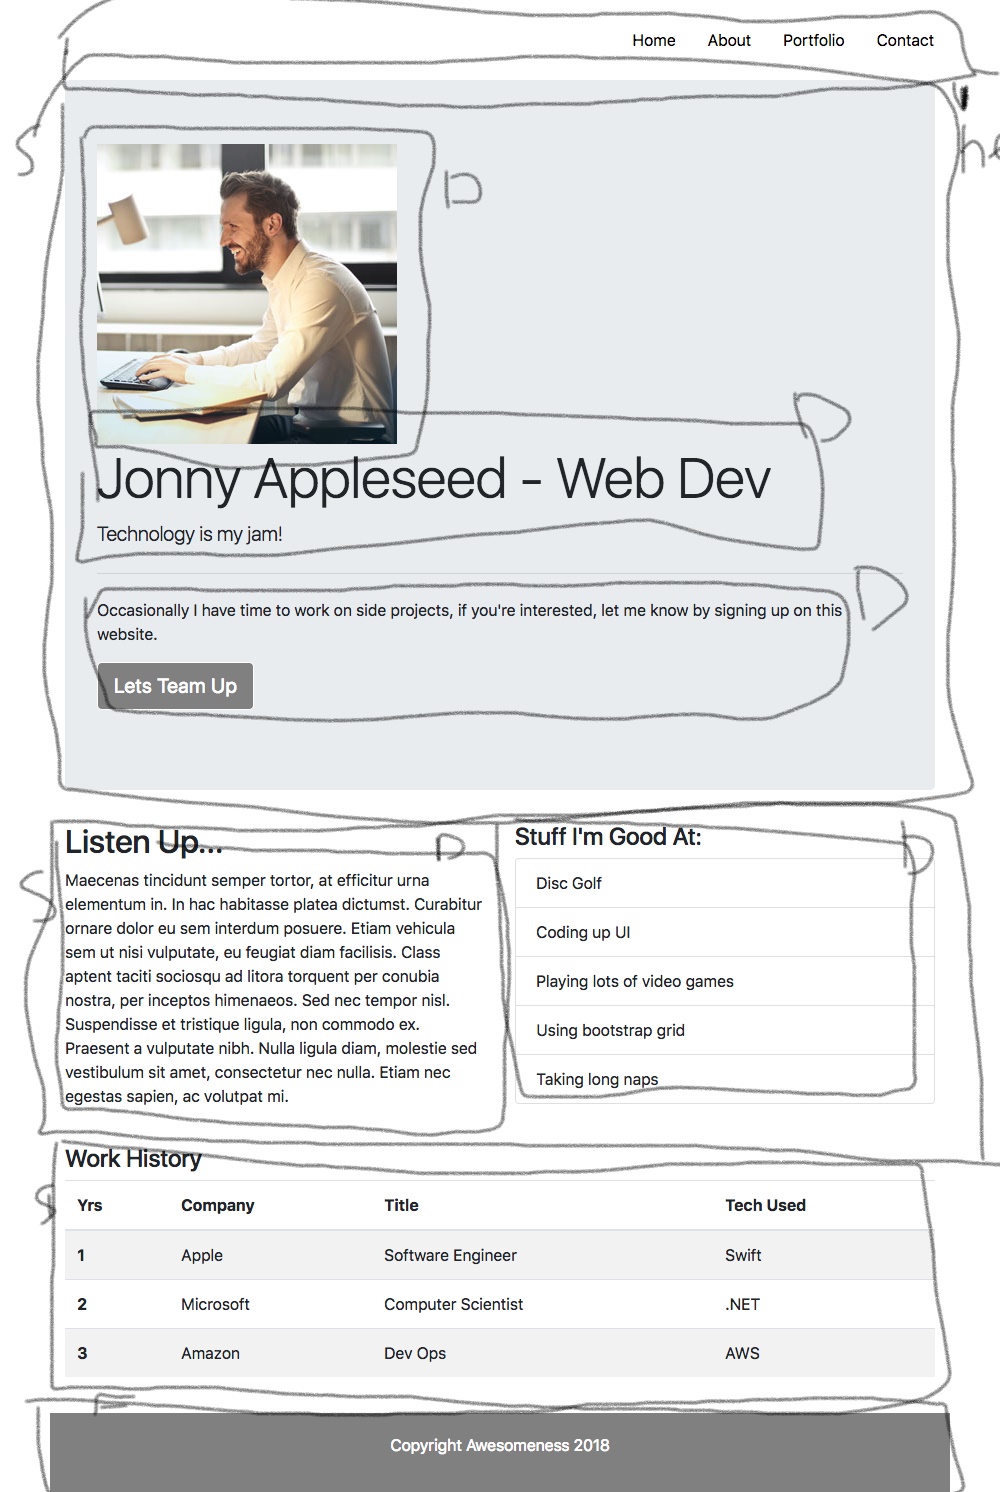 Home About Portfolio Contact
S
D
Jonny Appleseed - Web Dev
D
Technology is my jam!
D
Occasionally I have time to work on side projects, if you're interested, let me know by signing up on this
website.
Lets Team Up
Listen Up...
D
S
Maecenas tincidunt semper tortor, at efficitur urna
elementum in. In hac habitasse platea dictumst. Curabitur
ornare dolor eu sem interdum posuere. Etiam vehicula
sem ut nisi vulputate, eu feugiat diam facilisis. Class
aptent taciti sociosqu ad litora torquent per conubia
nostra, per inceptos himenaeos. Sed nec tempor nisl.
Suspendisse et tristique ligula, non commodo ex.
Praesent a vulputate nibh. Nulla ligula diam, molestie sed
vestibulum sit amet, consectetur nec nulla. Etiam nec
egestas sapien, ac volutpat mi.
Stuff I'm Good At:
D
Disc Golf
Coding up UI
Playing lots of video games
Using bootstrap grid
Taking long naps
Work History
S
Yrs Company Title Tech Used
1 Apple Software Engineer Swift
2 Microsoft Computer Scientist .NET
3 Amazon Dev Ops AWS
F
Copyright Awesomeness 2018